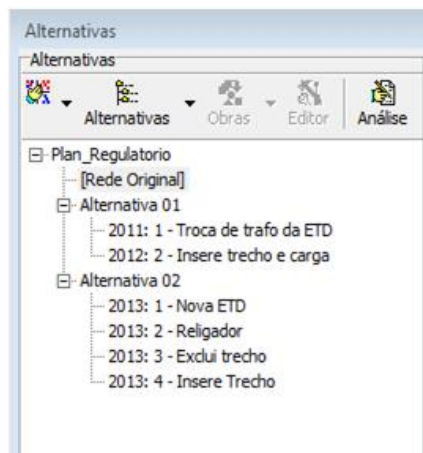 Alternativas
Alternativas
Alternativas Obras Editor Análise
Plan_Regulatorio
[Rede Original]
Alternativa 01
2011: 1 - Troca de trafo da ETD
2012: 2 - Insere trecho e carga
Alternativa 02
2013: 1 - Nova ETD
2013: 2 - Religador
2013: 3 - Exclui trecho
2013: 4 - Insere Trecho